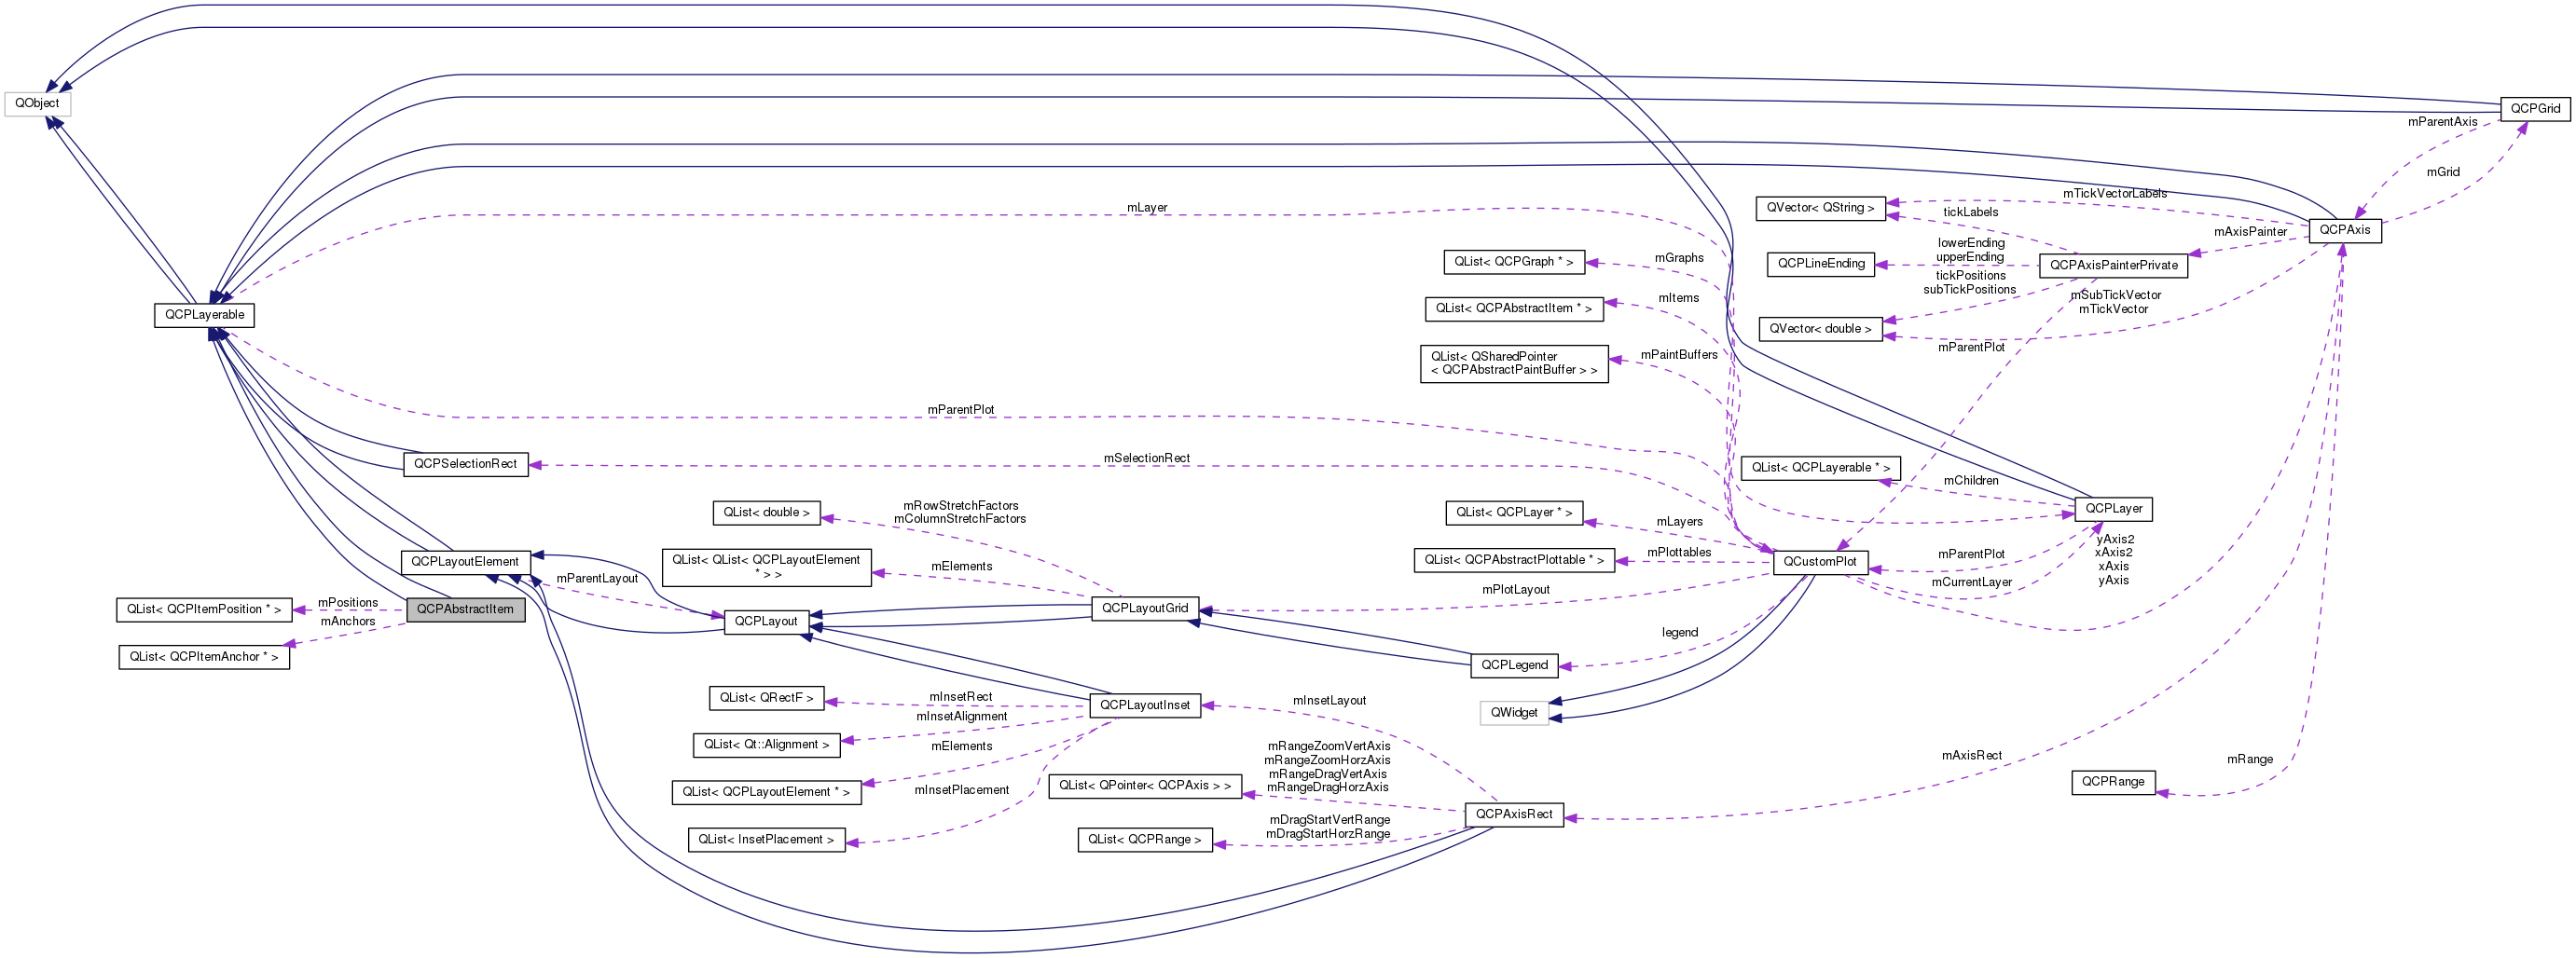 QObject
QCPGrid
mParentAxis
mGrid
mTickVectorLabels
QVector< QString >
tickLabels
mLayer
QCPAxis
mAxisPainter
lowerEnding
upperEnding
QCPLineEnding
QCPAxisPainterPrivate
mGraphs
QList< QCPGraph * >
tickPositions
subTickPositions
mItems
QList< QCPAbstractItem * >
mSubTickVector
mTickVector
QCPLayerable
QVector< double >
mParentPlot
mPaintBuffers
QList< QSharedPointer
< QCPAbstractPaintBuffer > >
mParentPlot
mSelectionRect
QCPSelectionRect
QList< QCPLayerable * >
mChildren
mRowStretchFactors
mColumnStretchFactors
QList< double >
QList< QCPLayer * >
mLayers
QCPLayer
QCPLayoutElement
QList< QList< QCPLayoutElement
* > >
mElements
QList< QCPAbstractPlottable * >
mPlottables
QCustomPlot
mParentPlot
yAxis2
xAxis2
xAxis
yAxis
mParentLayout
mPlotLayout
mCurrentLayer
QList< QCPItemPosition * >
mPositions
QCPAbstractItem
mAnchors
QCPLayout
QCPLayoutGrid
legend
QList< QCPItemAnchor * >
QCPLegend
QList< QRectF >
mInsetRect
QCPLayoutInset
mInsetLayout
QWidget
mInsetAlignment
QList< Qt::Alignment >
mElements
mRangeZoomVertAxis
mRangeZoomHorzAxis
mRangeDragVertAxis
mRangeDragHorzAxis
mAxisRect
mRange
QCPRange
QList< QCPLayoutElement * >
mInsetPlacement
QList< QPointer< QCPAxis > >
QCPAxisRect
mDragStartVertRange
mDragStartHorzRange
QList< InsetPlacement >
QList< QCPRange >